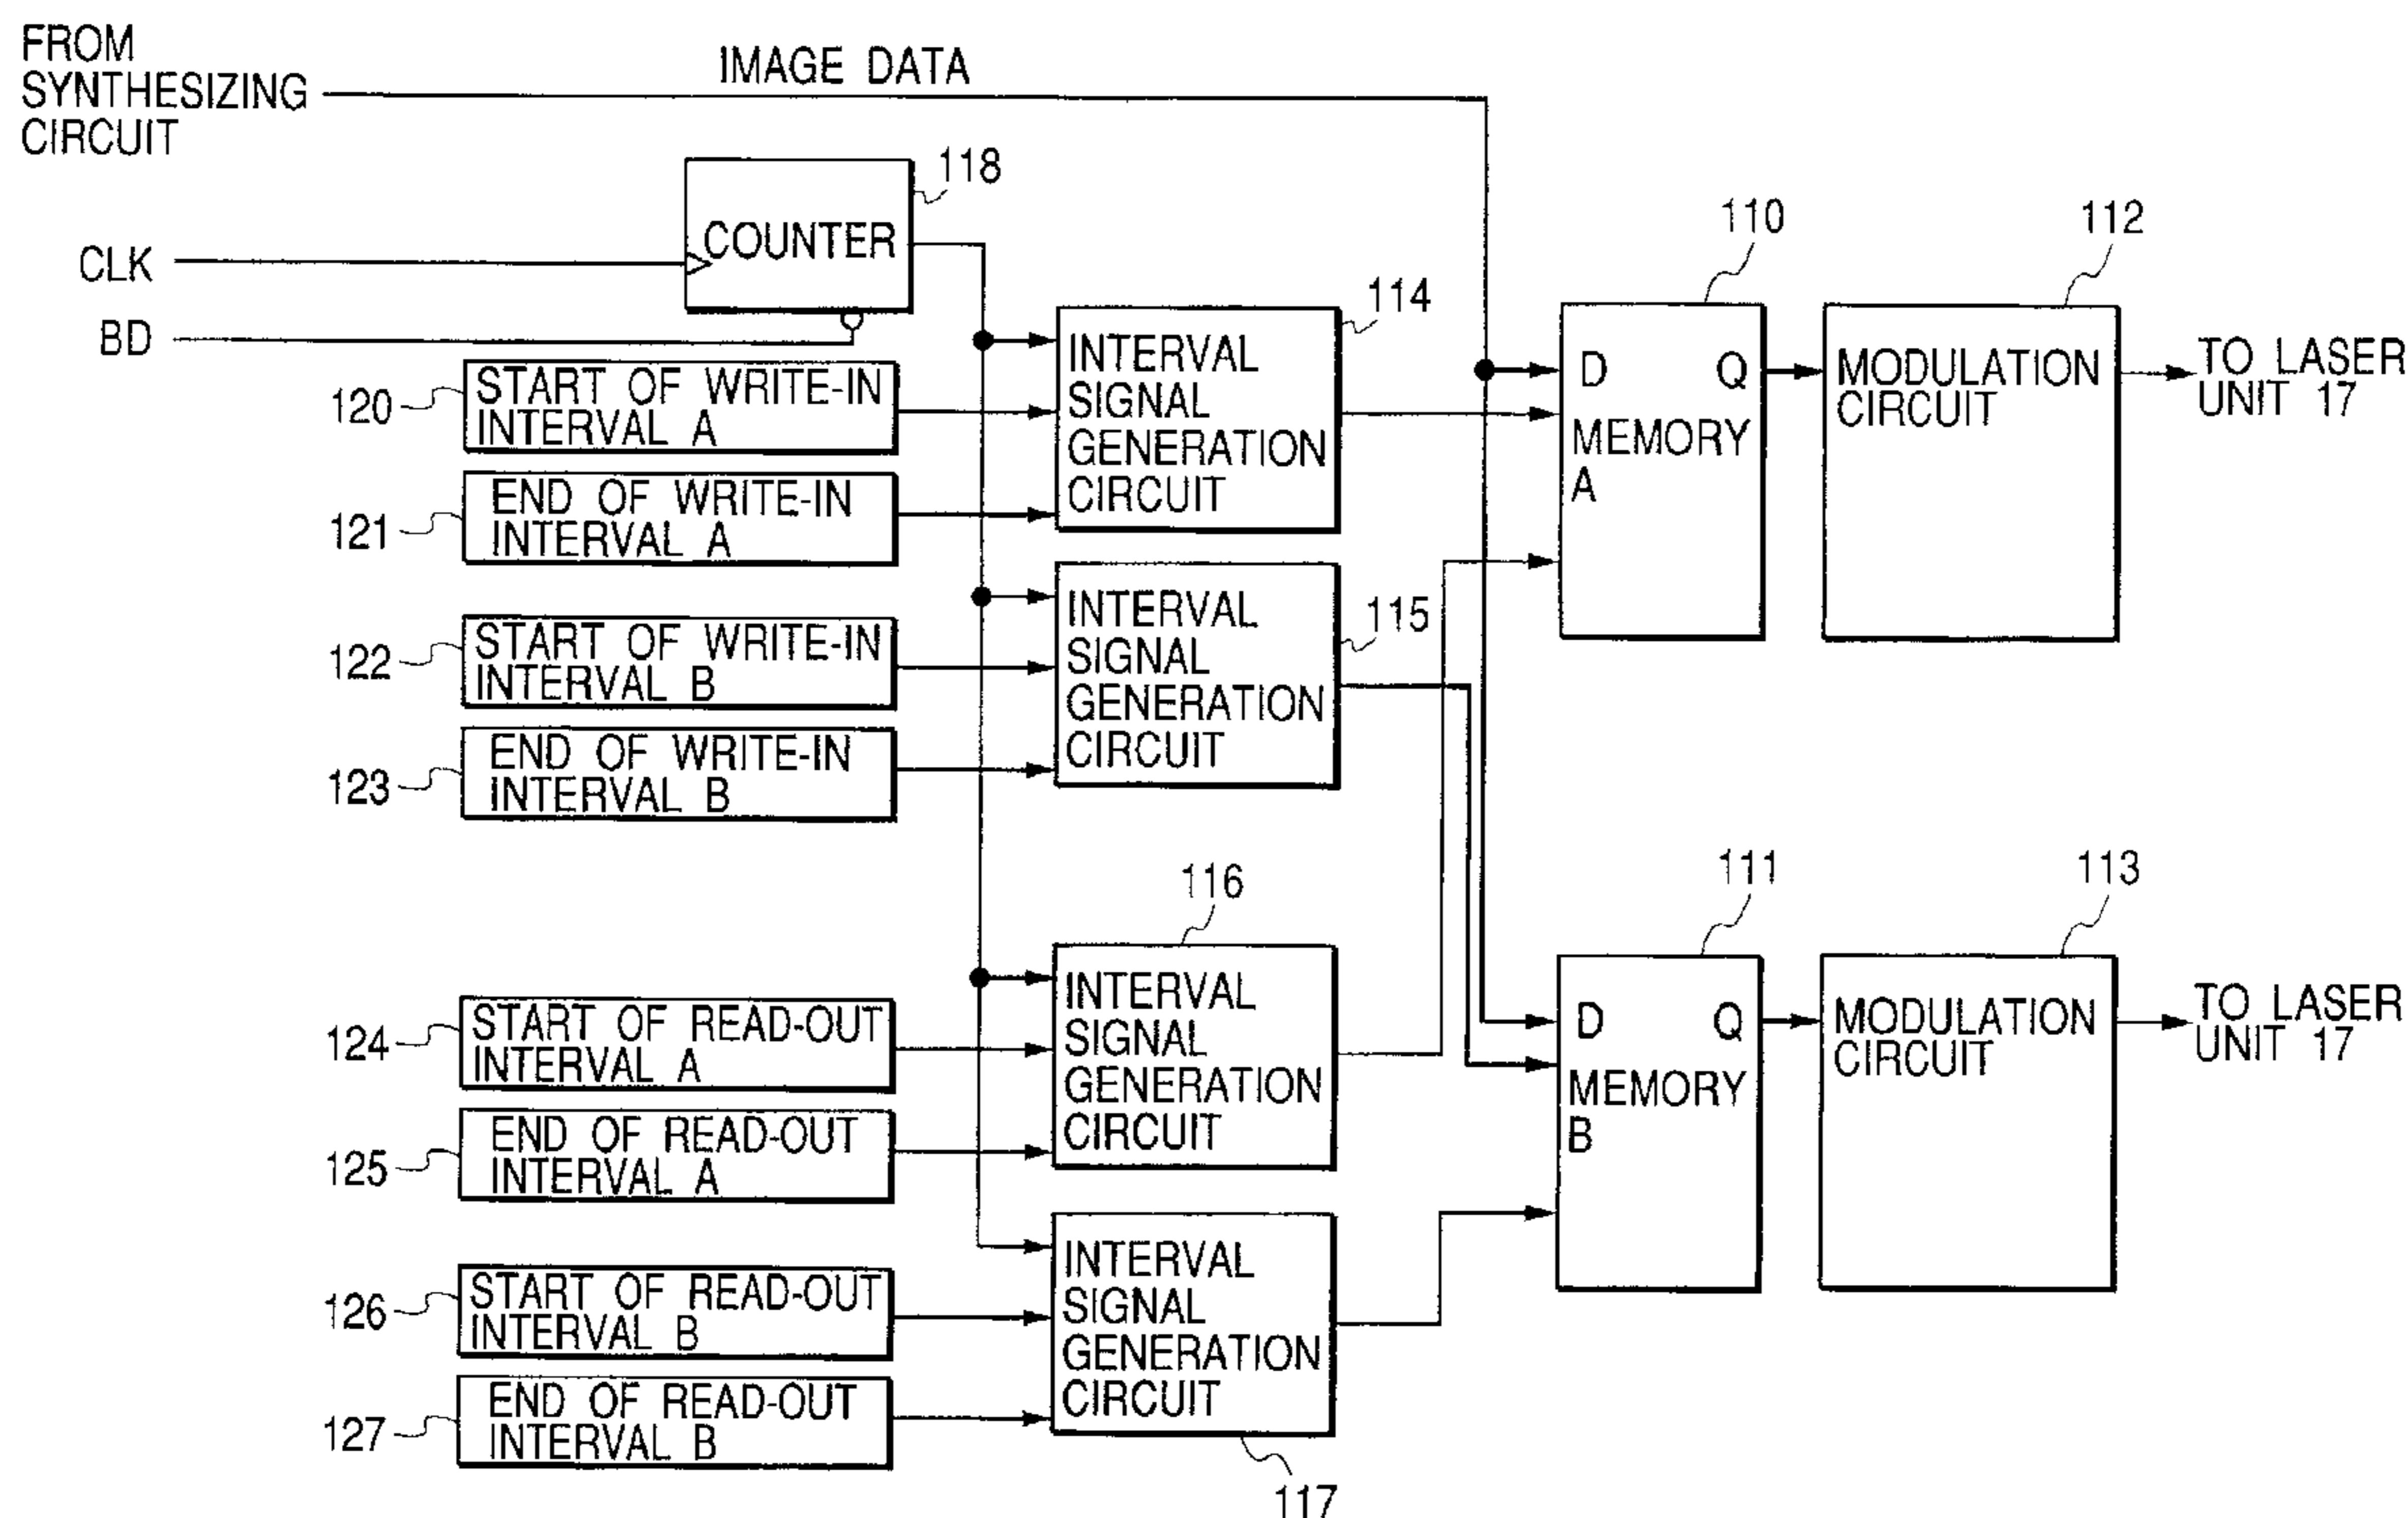 FROM
SYNTHESIZING
CIRCUIT
IMAGE DATA
118
COUNTER
CLK
BD
114
INTERVAL
SIGNAL
GENERATION
CIRCUIT
120
START OF WRITE-IN
INTERVAL A
121
END OF WRITE-IN
INTERVAL A
110
D Q
MEMORY
A
112
MODULATION
CIRCUIT
TO LASER
UNIT 17
115
INTERVAL
SIGNAL
GENERATION
CIRCUIT
122
START OF WRITE-IN
INTERVAL B
123
END OF WRITE-IN
INTERVAL B
116
INTERVAL
SIGNAL
GENERATION
CIRCUIT
124
START OF READ-OUT
INTERVAL A
125
END OF READ-OUT
INTERVAL A
111
D Q
MEMORY
B
113
MODULATION
CIRCUIT
TO LASER
UNIT 17
INTERVAL
SIGNAL
GENERATION
CIRCUIT
126
START OF READ-OUT
INTERVAL B
127
END OF READ-OUT
INTERVAL B
117